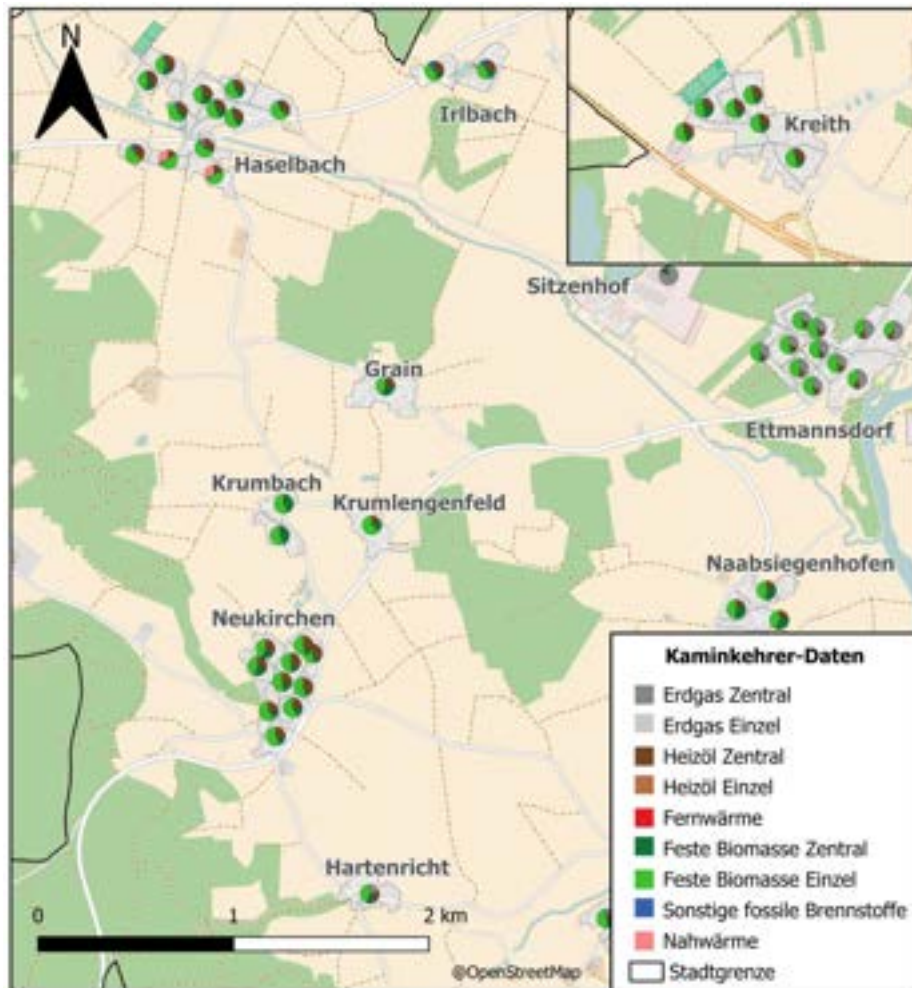 N
Irlbach
Kreith
Haselbach
Sitzenhof
Grain
Ettmannsdorf
Krumbach
Krumlengenfeld
Naabsiegenhofen
Neukirchen
Hartenricht
Kaminkehrer-Daten
Erdgas Zentral
Erdgas Einzel
Heizöl Zentral
Heizöl Einzel
Fernwärme
Feste Biomasse Zentral
Feste Biomasse Einzel
Sonstige fossile Brennstoffe
Nahwärme
Stadtgrenze
0 1 2 km
@OpenStreetMap